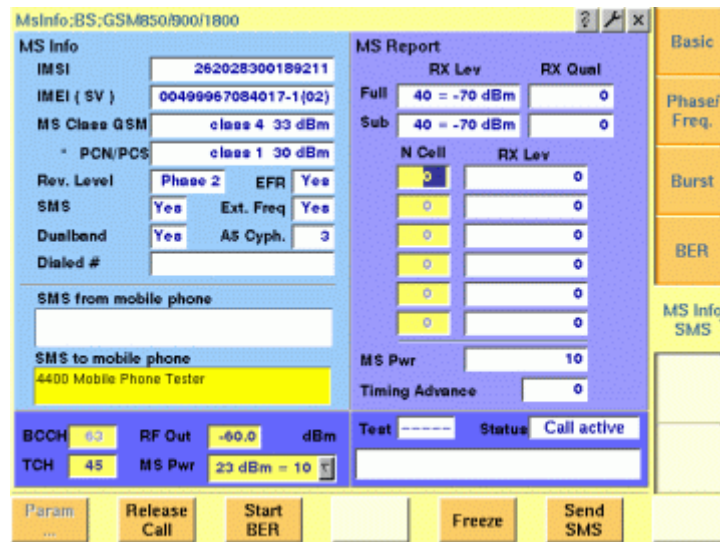 MsInfo;BS;GSM850/900/1800 ? ×
MS Info
IMSI 262028300189211
IMEI ( SV ) 00499967084017-1(02)
MS Class GSM class 4 33 dBm
" PCN/PCS class 1 30 dBm
Rev. Level Phase 2 EFR Yes
SMS Yes Ext. Freq Yes
Dualband Yes A5 Cyph. 3
Dialed #
SMS from mobile phone
SMS to mobile phone
4400 Mobile Phone Tester
MS Report
RX Lev RX Qual
Full 40 = -70 dBm 0
Sub 40 = -70 dBm 0
N Cell RX Lev
0 0
0 0
0 0
0 0
0 0
0 0
MS Pwr 10
Timing Advance 0
BCCH 63 RF Out -60.0 dBm
TCH 45 MS Pwr 23 dBm = 10
Test ----- Status Call active
Basic
Phase/
Freq.
Burst
BER
MS Info
SMS
Param
...
Release
Call
Start
BER
Freeze
Send
SMS